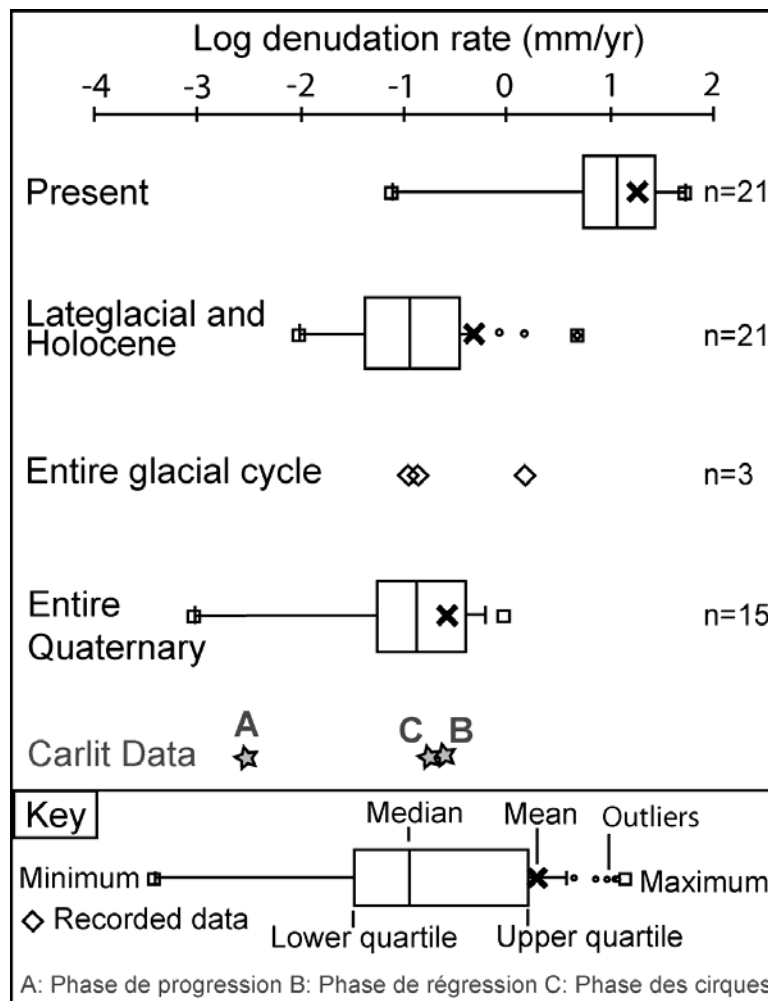 Log denudation rate (mm/yr)
-4 -3 -2 -1 0 1 2
Present n=21
Lateglacial and
Holocene n=21
Entire glacial cycle n=3
Entire
Quaternary n=15
A C B
Carlit Data
Key
Median Mean Outliers
Minimum Maximum
Recorded data
Lower quartile Upper quartile
A: Phase de progression B: Phase de régression C: Phase des cirques